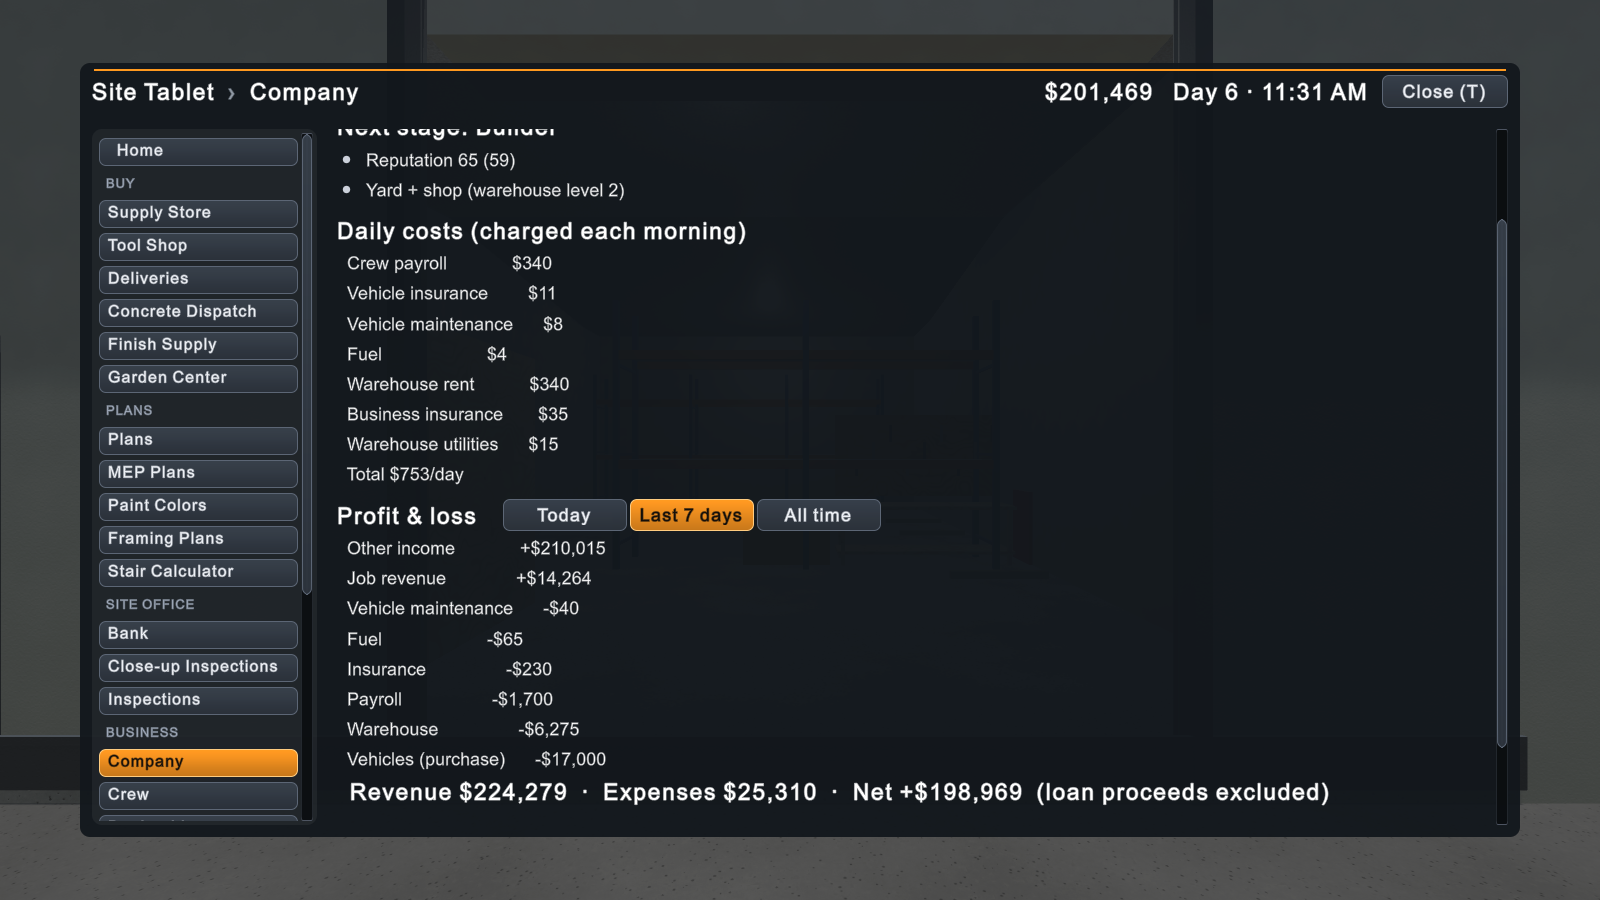 Site Tablet › Company
$201,469 Day 6 · 11:31 AM Close (T)
Home
BUY
Supply Store
Tool Shop
Deliveries
Concrete Dispatch
Finish Supply
Garden Center
PLANS
Plans
MEP Plans
Paint Colors
Framing Plans
Stair Calculator
SITE OFFICE
Bank
Close-up Inspections
Inspections
BUSINESS
Company
Crew
Next stage: Builder
• Reputation 65 (59)
• Yard + shop (warehouse level 2)
Daily costs (charged each morning)
Crew payroll $340
Vehicle insurance $11
Vehicle maintenance $8
Fuel $4
Warehouse rent $340
Business insurance $35
Warehouse utilities $15
Total $753/day
Profit & loss Today Last 7 days All time
Other income +$210,015
Job revenue +$14,264
Vehicle maintenance -$40
Fuel -$65
Insurance -$230
Payroll -$1,700
Warehouse -$6,275
Vehicles (purchase) -$17,000
Revenue $224,279 · Expenses $25,310 · Net +$198,969 (loan proceeds excluded)